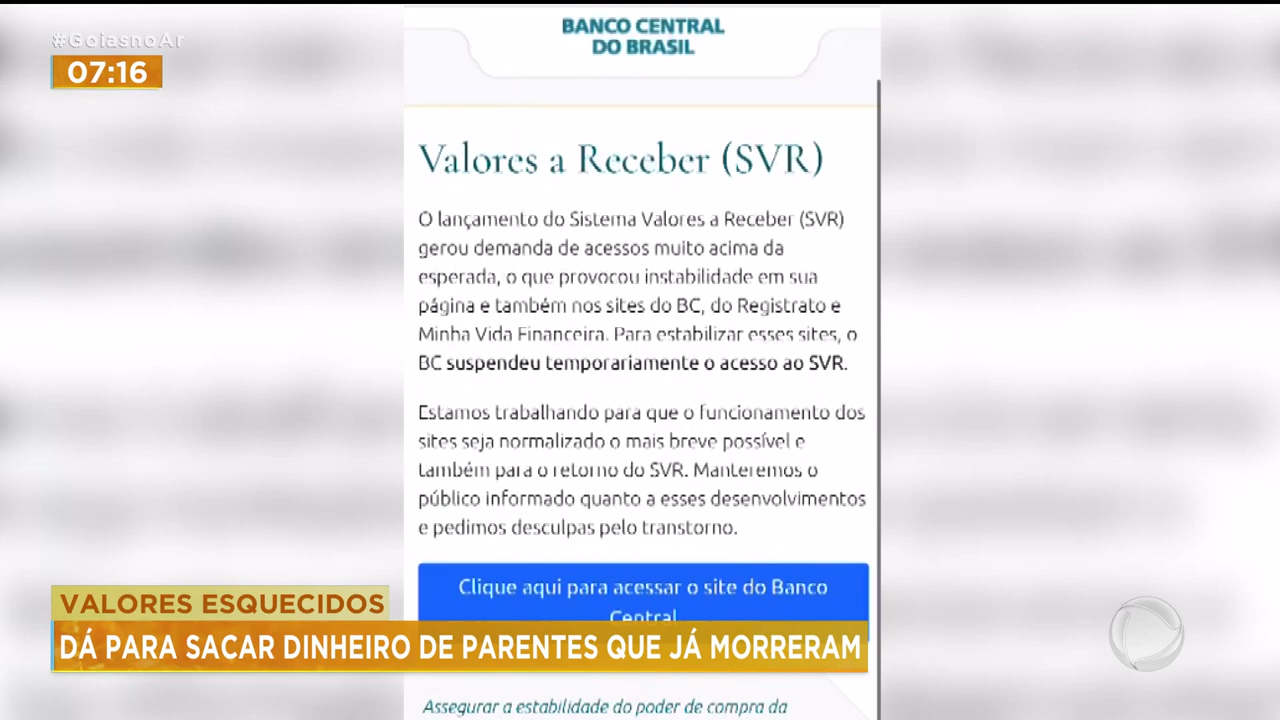 #GoiasnoAr
07:16
BANCO CENTRAL
DO BRASIL
Valores a Receber (SVR)
O lançamento do Sistema Valores a Receber (SVR)
gerou demanda de acessos muito acima da
esperada, o que provocou instabilidade em sua
página e também nos sites do BC, do Registrato e
Minha Vida Financeira. Para estabilizar esses sites, o
BC suspendeu temporariamente o acesso ao SVR.
Estamos trabalhando para que o funcionamento dos
sites seja normalizado o mais breve possível e
também para o retorno do SVR. Manteremos o
público informado quanto a esses desenvolvimentos
e pedimos desculpas pelo transtorno.
Clique aqui para acessar o site do Banco
Central
VALORES ESQUECIDOS
DÁ PARA SACAR DINHEIRO DE PARENTES QUE JÁ MORRERAM
Assegurar a estabilidade do poder de compra da